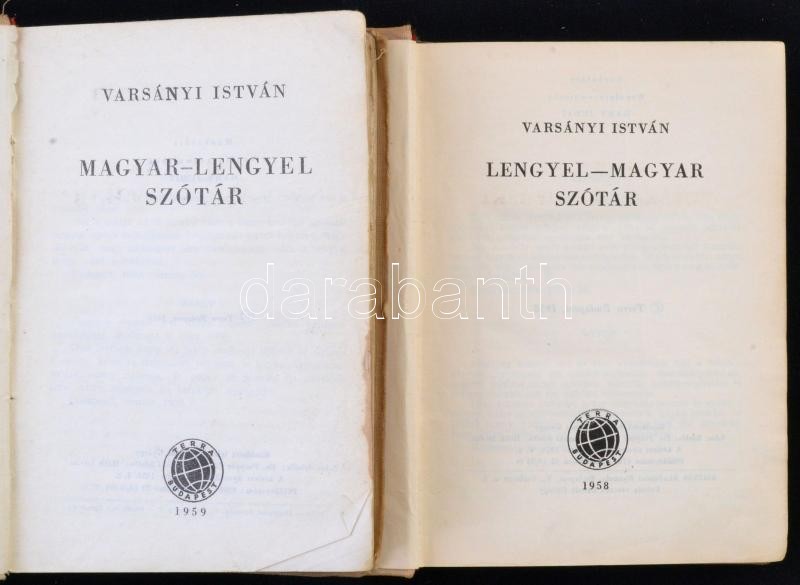 VARSÁNYI ISTVÁN
MAGYAR–LENGYEL
SZÓTÁR
TERRA
BUDAPEST
1959
VARSÁNYI ISTVÁN
LENGYEL—MAGYAR
SZÓTÁR
TERRA
BUDAPEST
1958
darabanth